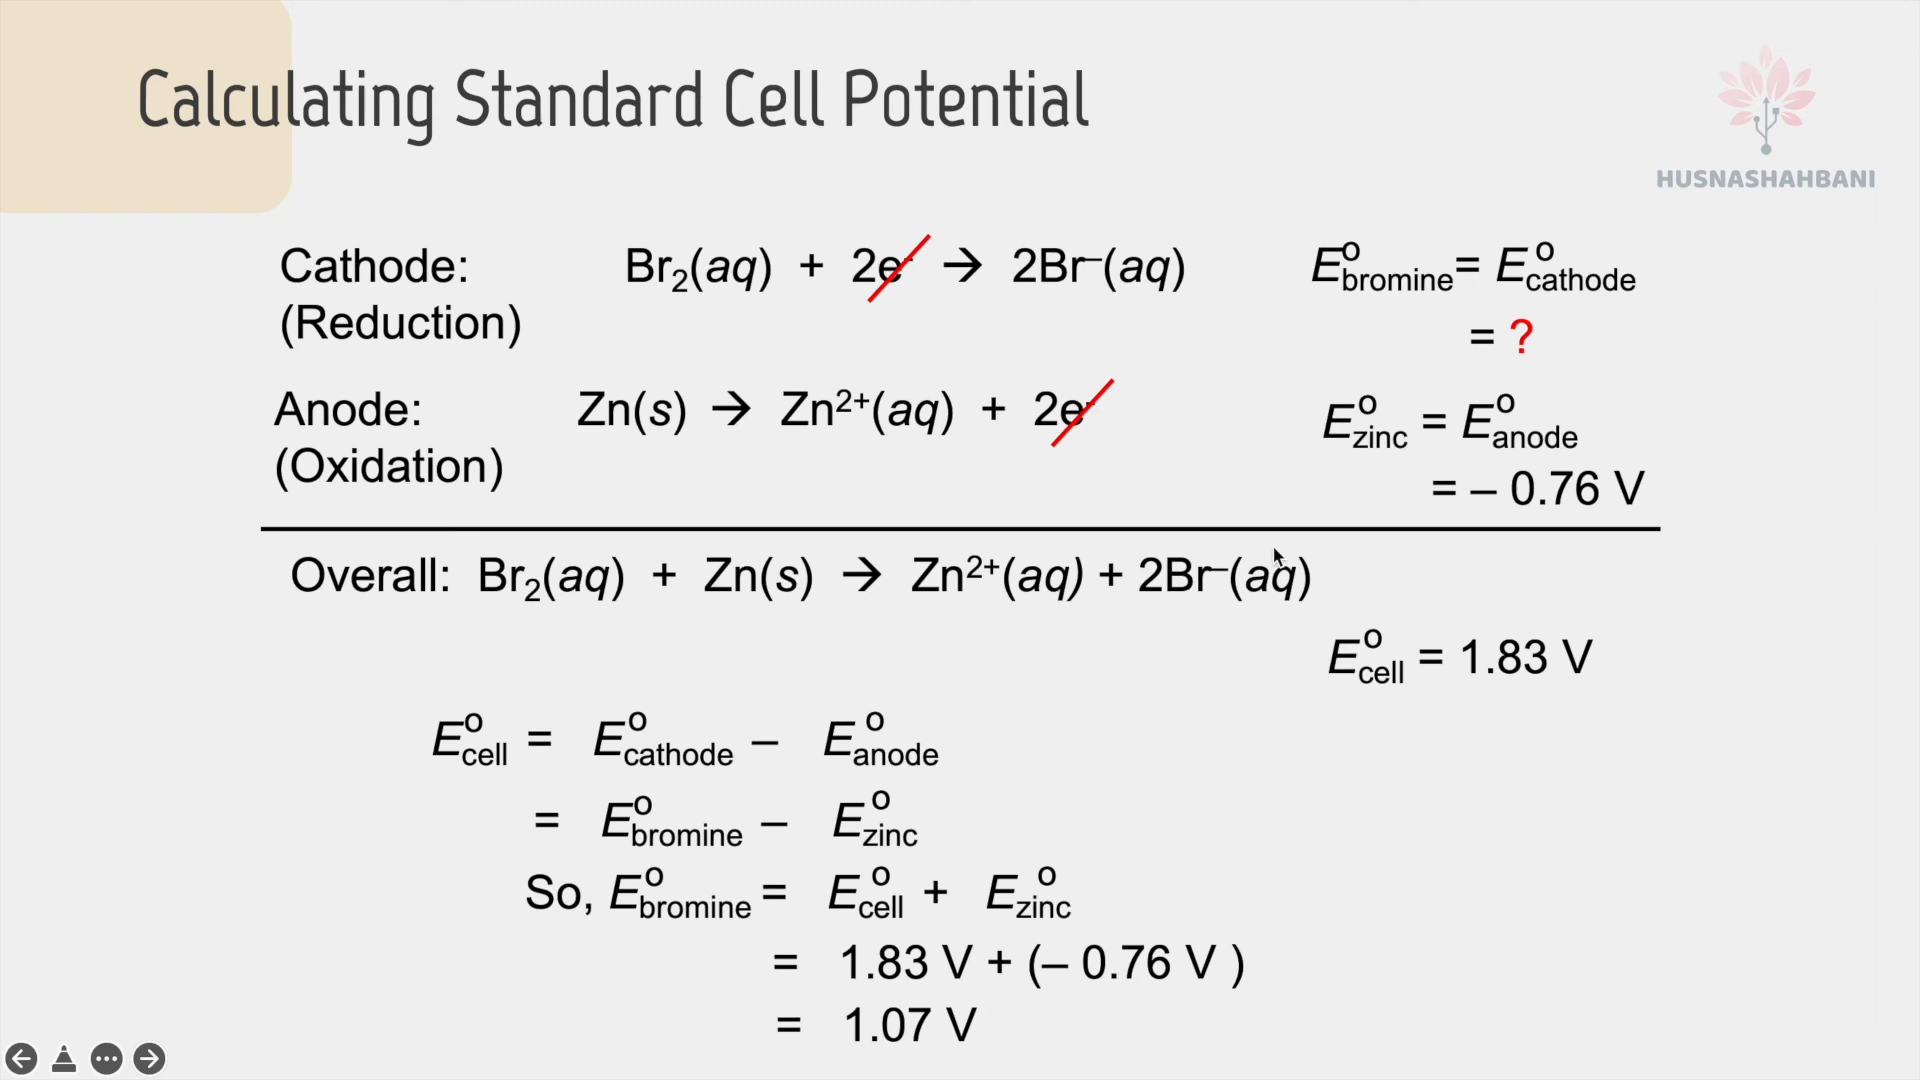 Calculating Standard Cell Potential
HUSNASHAHBANI
Cathode: Br₂(aq) + 2e⁻ → 2Br⁻(aq) E°bromine = E°cathode
(Reduction) = ?
Anode: Zn(s) → Zn²⁺(aq) + 2e⁻ E°zinc = E°anode
(Oxidation) = – 0.76 V
Overall: Br₂(aq) + Zn(s) → Zn²⁺(aq) + 2Br⁻(aq)
E°cell = 1.83 V
E°cell = E°cathode – E°anode
= E°bromine – E°zinc
So, E°bromine = E°cell + E°zinc
= 1.83 V + (– 0.76 V )
= 1.07 V